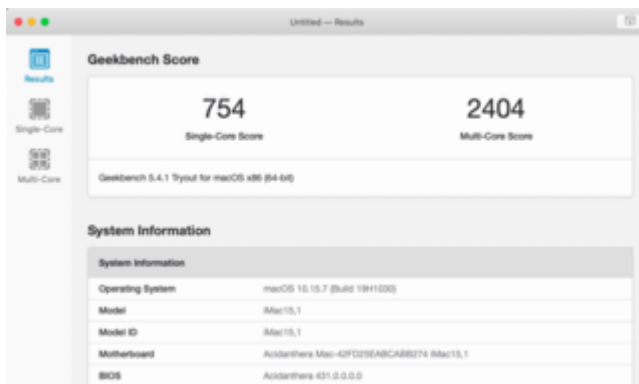 Untitled — Results
Results
Single-Core
Multi-Core
Geekbench Score
754
Single-Core Score
2404
Multi-Core Score
Geekbench 5.4.1 Tryout for macOS x86 (64-bit)
System Information
System Information
Operating System macOS 10.15.7 (Build 19H1030)
Model iMac15,1
Model ID iMac15,1
Motherboard Acidanthera Mac-42FD25EABCABB274 iMac15,1
BIOS Acidanthera 431.0.0.0.0